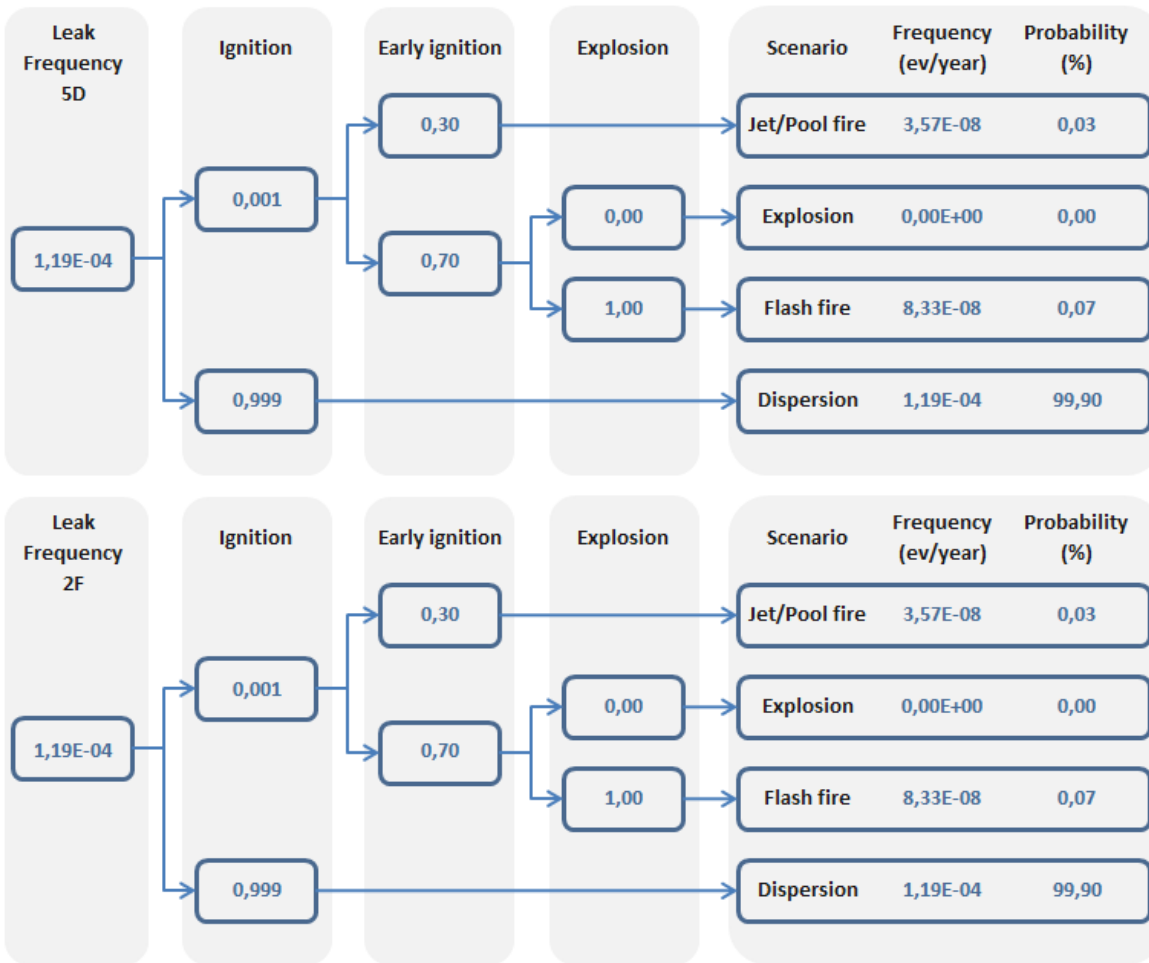 Leak
Frequency
5D
Ignition
Early ignition
Explosion
Scenario
Frequency
(ev/year)
Probability
(%)
0,30
Jet/Pool fire 3,57E-08 0,03
0,001
0,00
Explosion 0,00E+00 0,00
1,19E-04
0,70
1,00
Flash fire 8,33E-08 0,07
0,999
Dispersion 1,19E-04 99,90
Leak
Frequency
2F
Ignition
Early ignition
Explosion
Scenario
Frequency
(ev/year)
Probability
(%)
0,30
Jet/Pool fire 3,57E-08 0,03
0,001
0,00
Explosion 0,00E+00 0,00
1,19E-04
0,70
1,00
Flash fire 8,33E-08 0,07
0,999
Dispersion 1,19E-04 99,90